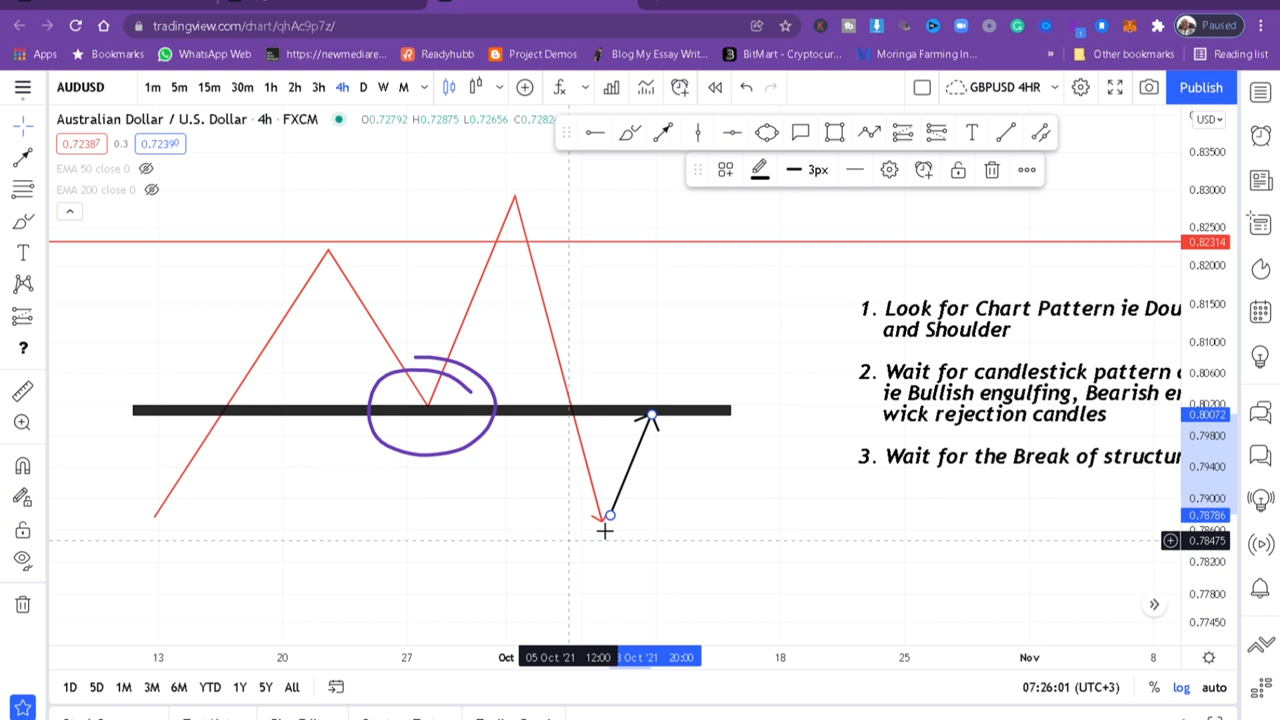 tradingview.com/chart/qhAc9p7z/
Paused
Apps
Bookmarks
WhatsApp Web
https://newmediare...
Readyhubb
Project Demos
Blog My Essay Writ...
BitMart - Cryptocur...
Moringa Farming In...
»
Other bookmarks
Reading list
AUDUSD
1m 5m 15m 30m 1h 2h 3h 4h D W M
GBPUSD 4HR
Publish
Australian Dollar / U.S. Dollar · 4h · FXCM
O0.72792 H0.72875 L0.72656 C0.7282
USD
0.72387
0.3
0.72390
EMA 50 close 0
EMA 200 close 0
3px
0.83500
0.83000
0.82500
0.82314
0.82000
0.81500
0.81000
0.80600
0.80200
0.80072
0.79800
0.79400
0.79000
0.78786
0.78600
0.78475
0.78200
0.77800
0.77450
1. Look for Chart Pattern ie Dou
and Shoulder
2. Wait for candlestick pattern
ie Bullish engulfing, Bearish e
wick rejection candles
3. Wait for the Break of structu
13
20
27
Oct
05 Oct '21 12:00
Oct '21 20:00
18
25
Nov
8
1D 5D 1M 3M 6M YTD 1Y 5Y All
07:26:01 (UTC+3)
%
log
auto